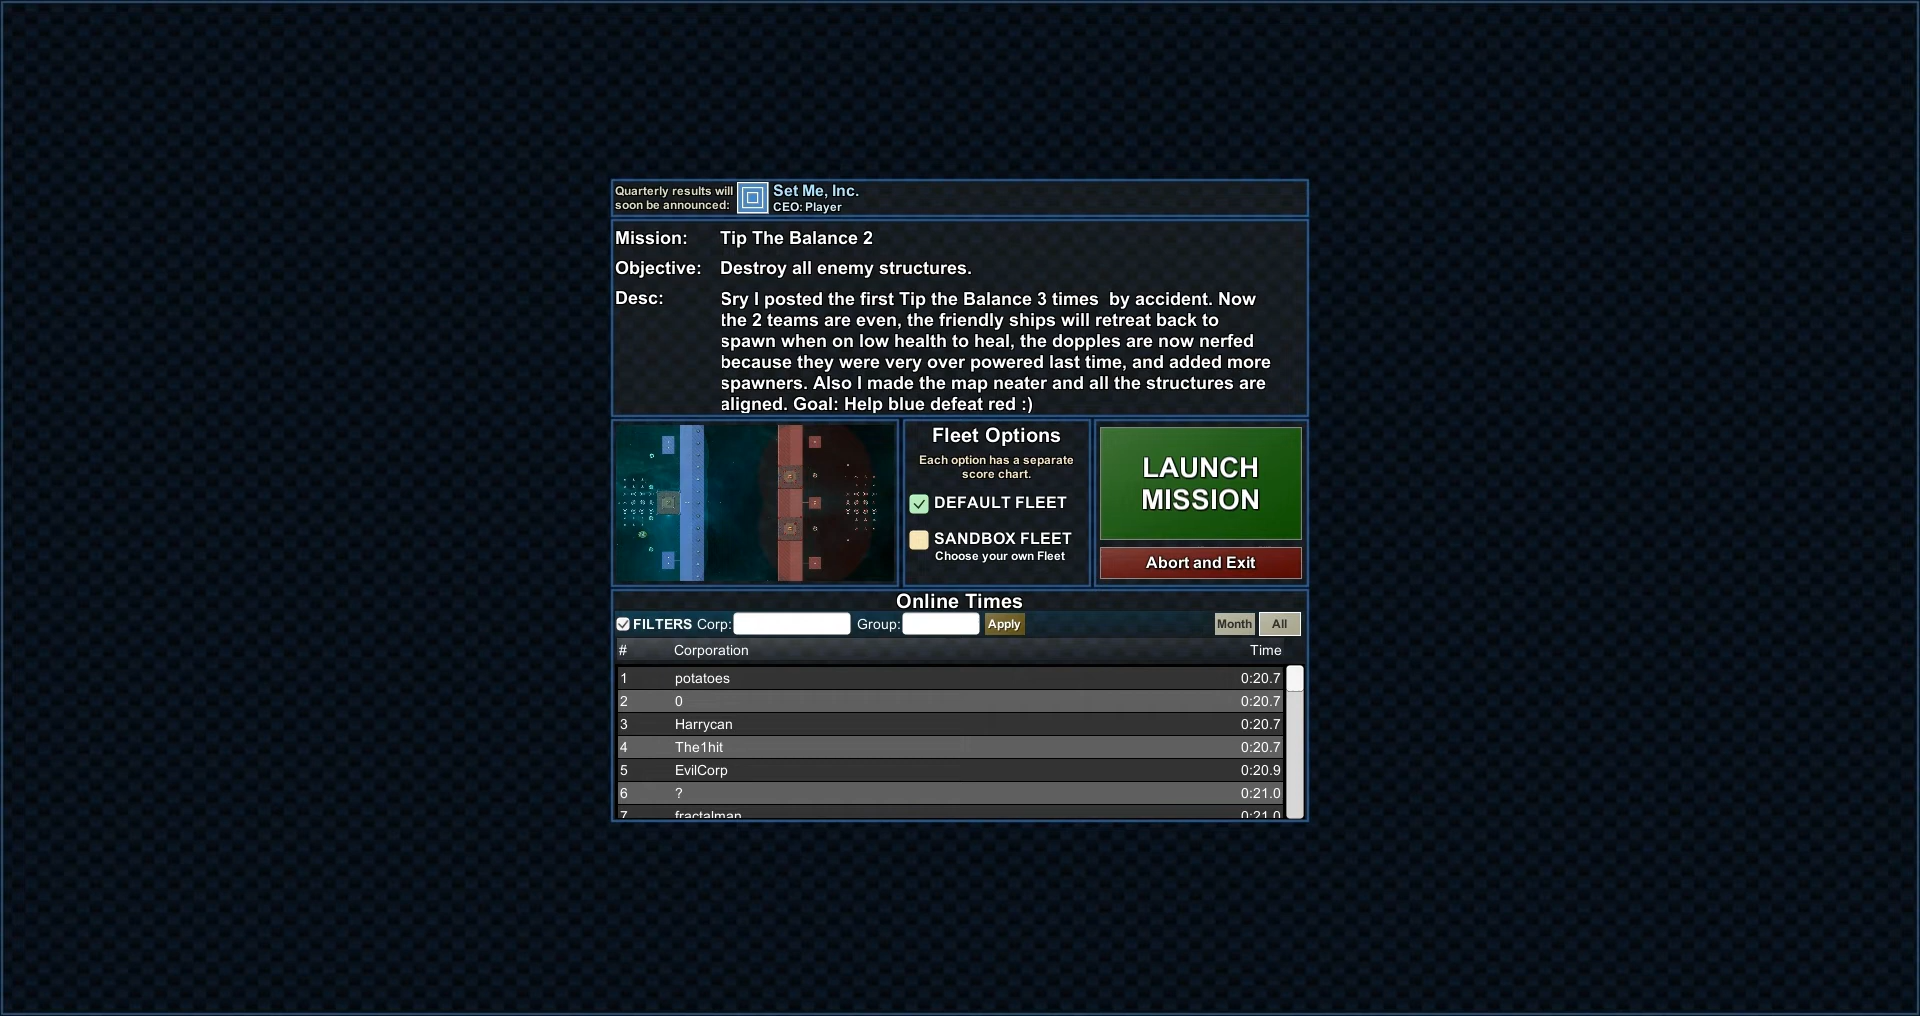 Quarterly results will
soon be announced:
Set Me, Inc.
CEO: Player
Mission: Tip The Balance 2
Objective: Destroy all enemy structures.
Desc: Sry I posted the first Tip the Balance 3 times  by accident. Now
the 2 teams are even, the friendly ships will retreat back to
spawn when on low health to heal, the dopples are now nerfed
because they were very over powered last time, and added more
spawners. Also I made the map neater and all the structures are
aligned. Goal: Help blue defeat red :)
Fleet Options
Each option has a separate
score chart.
DEFAULT FLEET
SANDBOX FLEET
Choose your own Fleet
LAUNCH
MISSION
Abort and Exit
Online Times
FILTERS Corp: Group: Apply Month All
# Corporation Time
1 potatoes 0:20.7
2 0 0:20.7
3 Harrycan 0:20.7
4 The1hit 0:20.7
5 EvilCorp 0:20.9
6 ? 0:21.0
7 fractalman 0:21.0